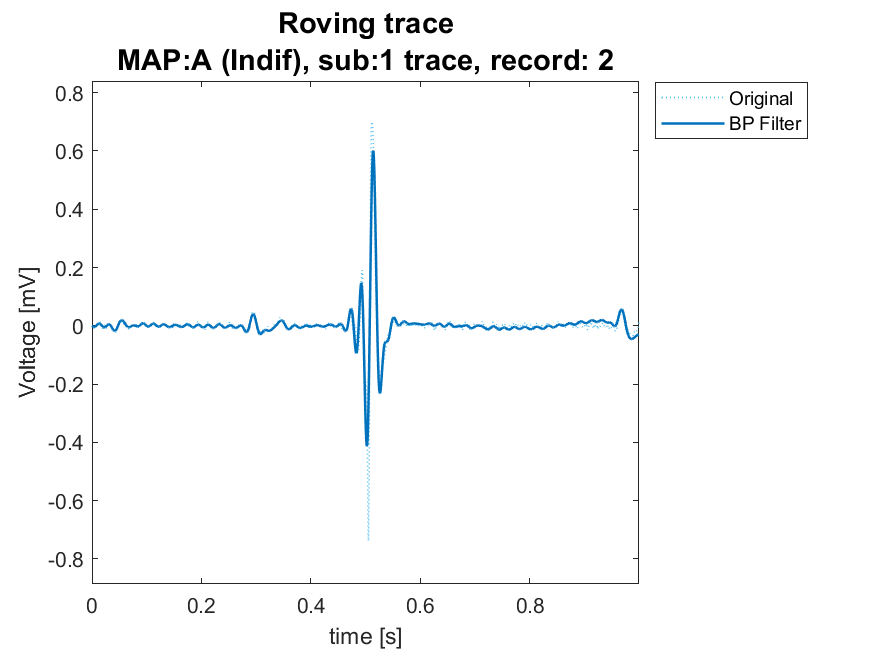 Roving trace
MAP:A (Indif), sub:1 trace, record: 2
Original
BP Filter
Voltage [mV]
0.8
0.6
0.4
0.2
0
-0.2
-0.4
-0.6
-0.8
0
0.2
0.4
0.6
0.8
time [s]